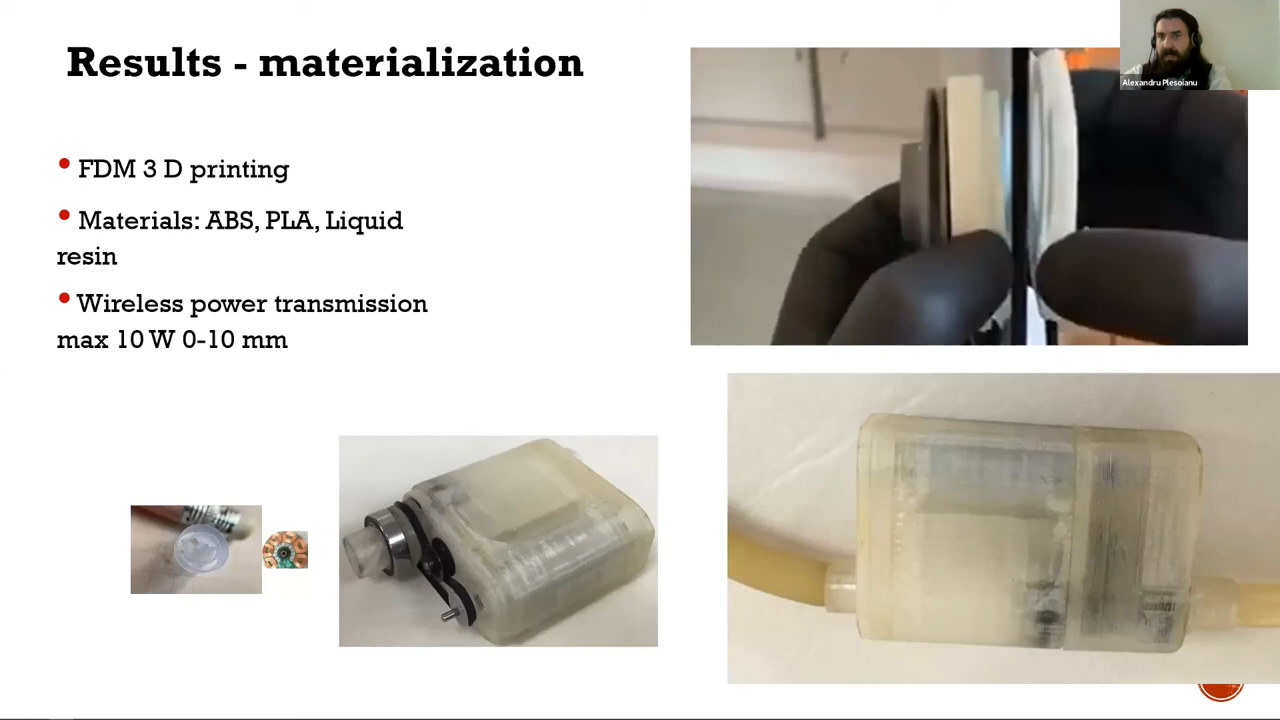 Results - materialization
Alexandru Plesoianu
• FDM 3 D printing
• Materials: ABS, PLA, Liquid
resin
• Wireless power transmission
max 10 W 0-10 mm